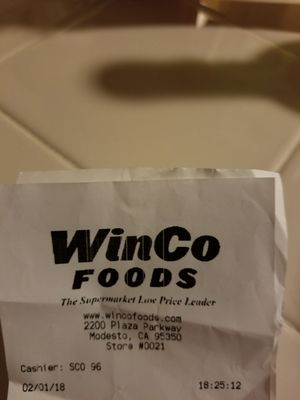 WinCo
FOODS
The Supermarket Low Price Leader
www.wincofoods.com
2200 Plaza Parkway
Modesto, CA 95350
Store #0021
Cashier: SCO 96
02/01/18 18:25:12